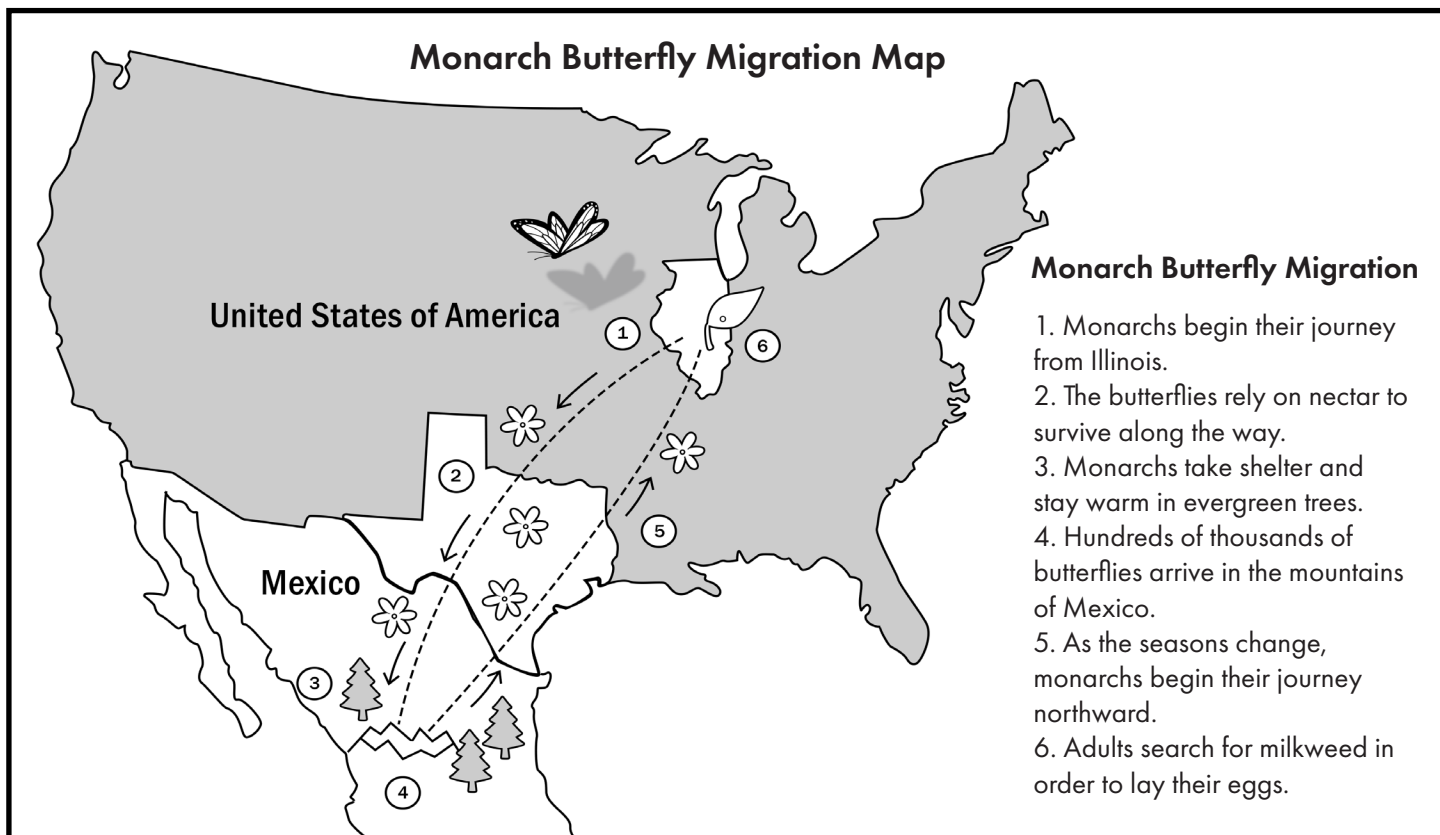 Monarch Butterfly Migration Map
United States of America
Mexico
1
6
2
5
3
4
Monarch Butterfly Migration
1. Monarchs begin their journey
from Illinois.
2. The butterflies rely on nectar to
survive along the way.
3. Monarchs take shelter and
stay warm in evergreen trees.
4. Hundreds of thousands of
butterflies arrive in the mountains
of Mexico.
5. As the seasons change,
monarchs begin their journey
northward.
6. Adults search for milkweed in
order to lay their eggs.